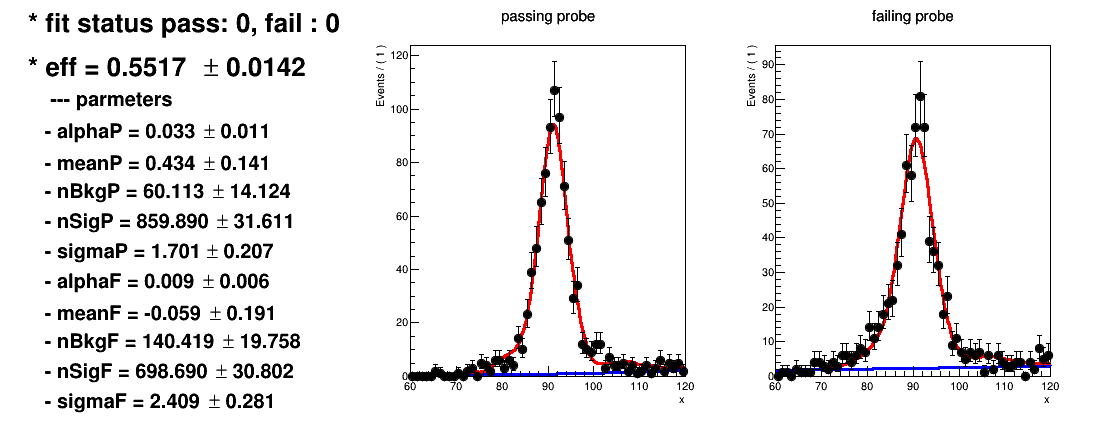 * fit status pass: 0, fail : 0
* eff = 0.5517 ± 0.0142
--- parmeters
- alphaP = 0.033 ± 0.011
- meanP = 0.434 ± 0.141
- nBkgP = 60.113 ± 14.124
- nSigP = 859.890 ± 31.611
- sigmaP = 1.701 ± 0.207
- alphaF = 0.009 ± 0.006
- meanF = -0.059 ± 0.191
- nBkgF = 140.419 ± 19.758
- nSigF = 698.690 ± 30.802
- sigmaF = 2.409 ± 0.281
passing probe
Events / ( 1 )
120
100
80
60
40
20
0
60 70 80 90 100 110 120
x
failing probe
Events / ( 1 )
90
80
70
60
50
40
30
20
10
0
60 70 80 90 100 110 120
x